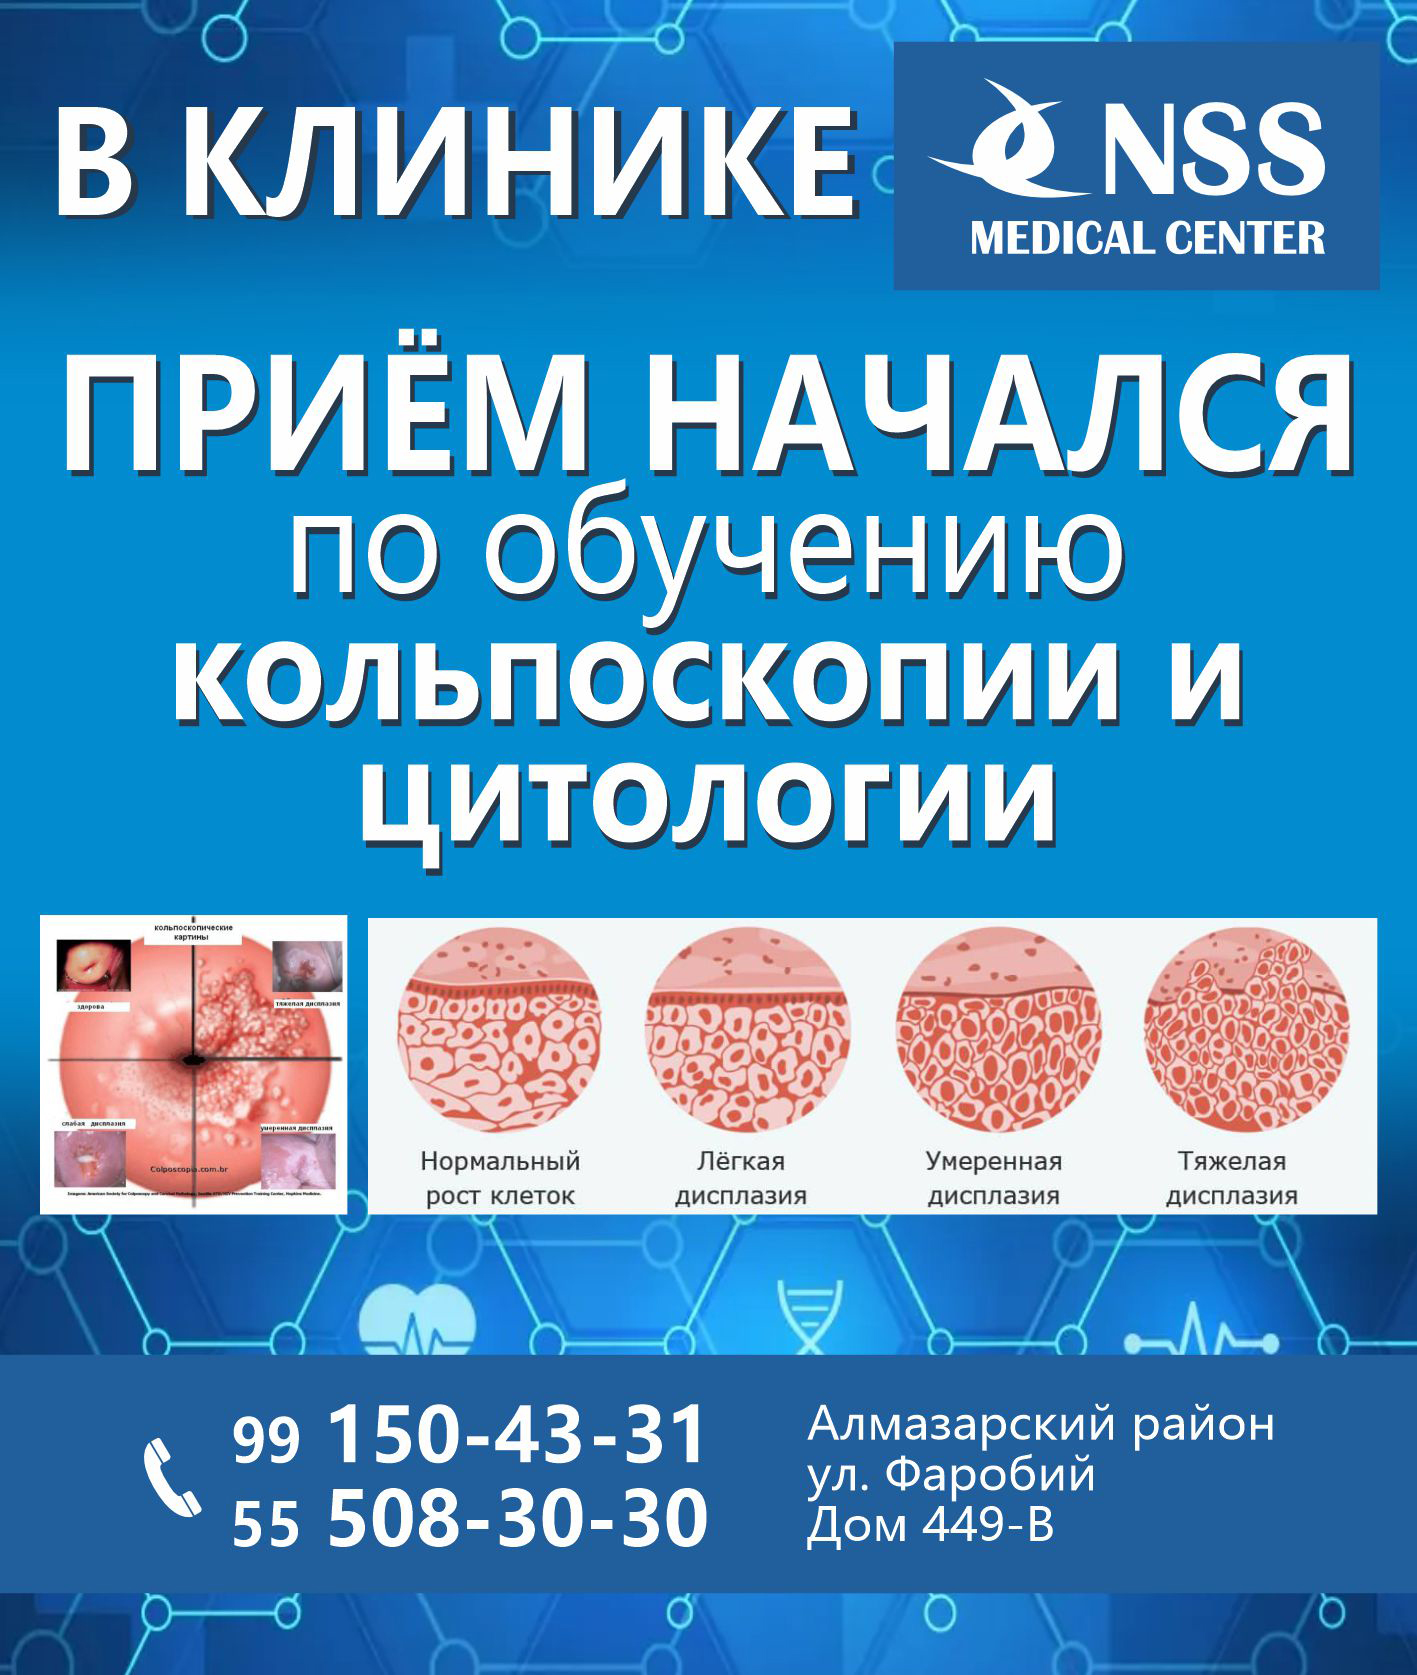 В КЛИНИКЕ
NSS
MEDICAL CENTER
ПРИЁМ НАЧАЛСЯ
по обучению
кольпоскопии и
цитологии
кольпоскопические
картины
здорова
тяжелая дисплазия
слабая дисплазия
умеренная дисплазия
Colposcopia.com.br
Нормальный
рост клеток
Лёгкая
дисплазия
Умеренная
дисплазия
Тяжелая
дисплазия
99 150-43-31
55 508-30-30
Алмазарский район
ул. Фаробий
Дом 449-В